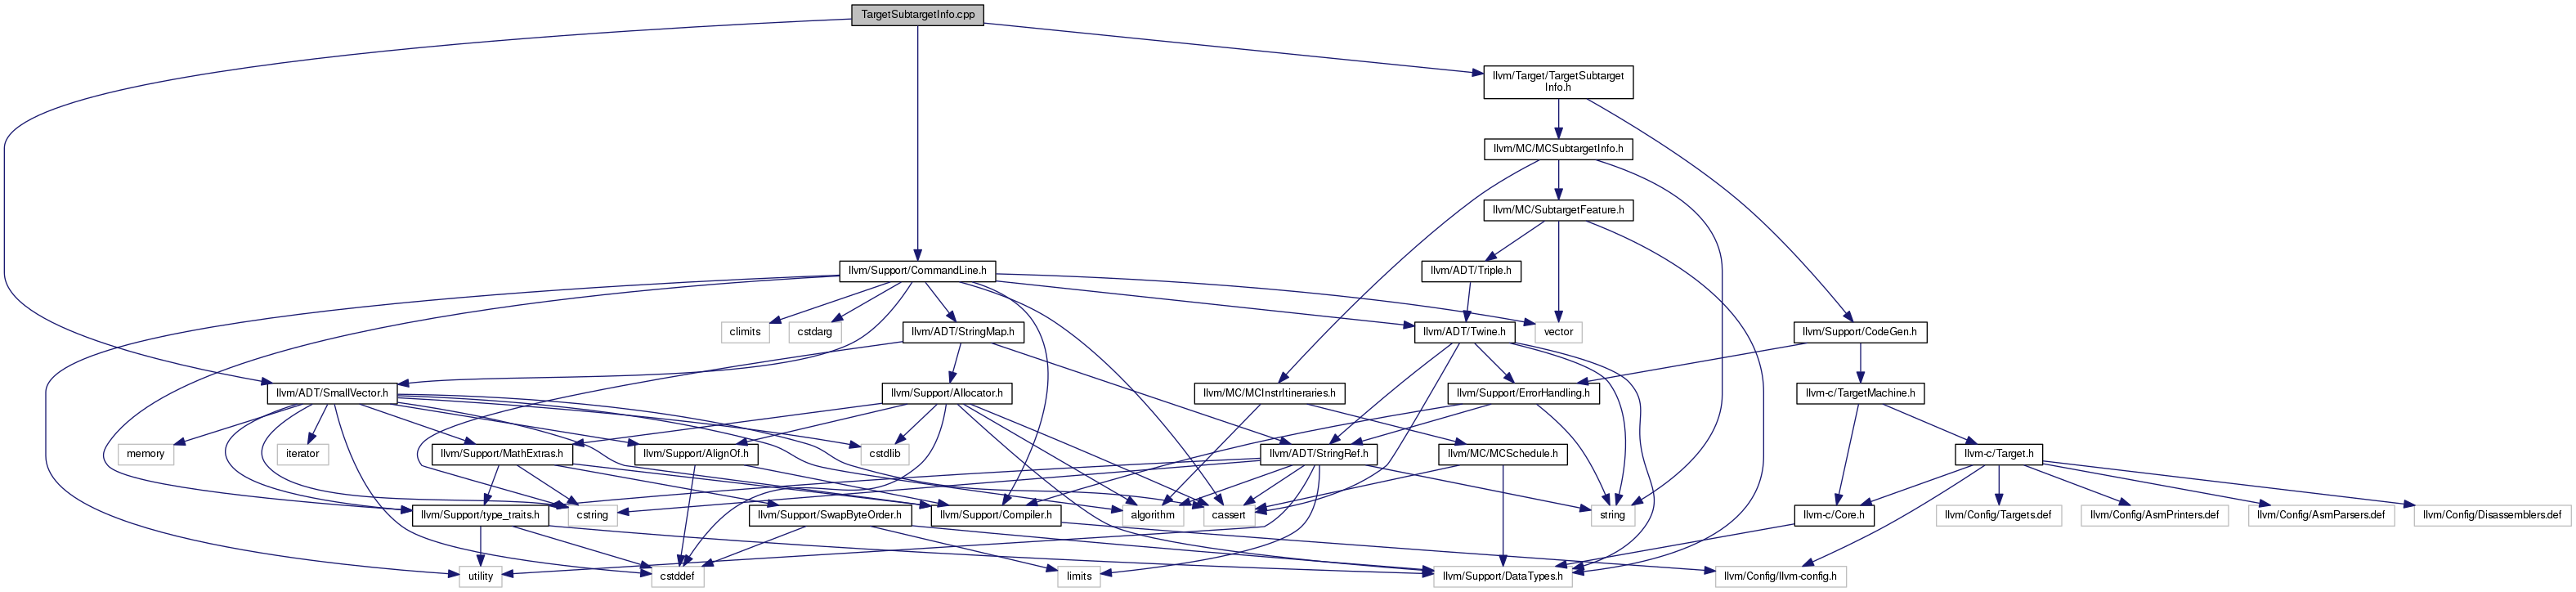 TargetSubtargetInfo.cpp
llvm/Target/TargetSubtarget
Info.h
llvm/MC/MCSubtargetInfo.h
llvm/MC/SubtargetFeature.h
llvm/Support/CommandLine.h
llvm/ADT/Triple.h
climits
cstdarg
llvm/ADT/StringMap.h
llvm/ADT/Twine.h
vector
llvm/Support/CodeGen.h
llvm/ADT/SmallVector.h
llvm/Support/Allocator.h
llvm/MC/MCInstrItineraries.h
llvm/Support/ErrorHandling.h
llvm-c/TargetMachine.h
memory
iterator
llvm/Support/MathExtras.h
llvm/Support/AlignOf.h
cstdlib
llvm/ADT/StringRef.h
llvm/MC/MCSchedule.h
llvm-c/Target.h
llvm/Support/type_traits.h
cstring
llvm/Support/SwapByteOrder.h
llvm/Support/Compiler.h
algorithm
cassert
string
llvm-c/Core.h
llvm/Config/Targets.def
llvm/Config/AsmPrinters.def
llvm/Config/AsmParsers.def
llvm/Config/Disassemblers.def
utility
cstddef
limits
llvm/Support/DataTypes.h
llvm/Config/llvm-config.h